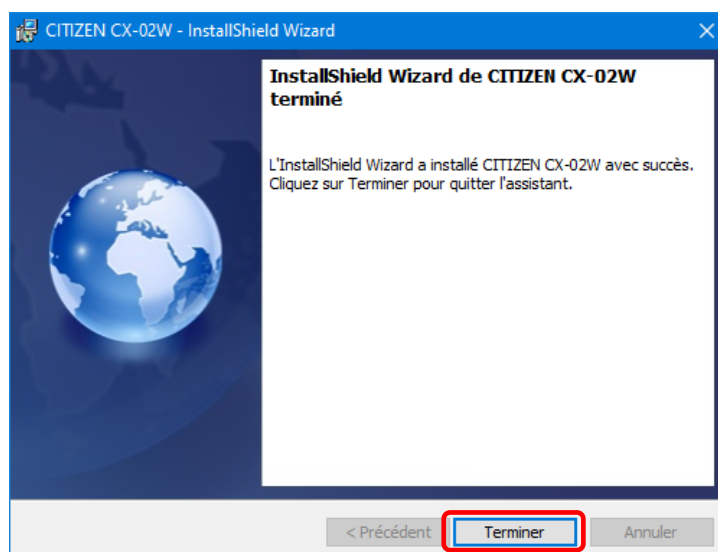 CITIZEN CX-02W - InstallShield Wizard
InstallShield Wizard de CITIZEN CX-02W
terminé
L'InstallShield Wizard a installé CITIZEN CX-02W avec succès.
Cliquez sur Terminer pour quitter l'assistant.
< Précédent Terminer Annuler